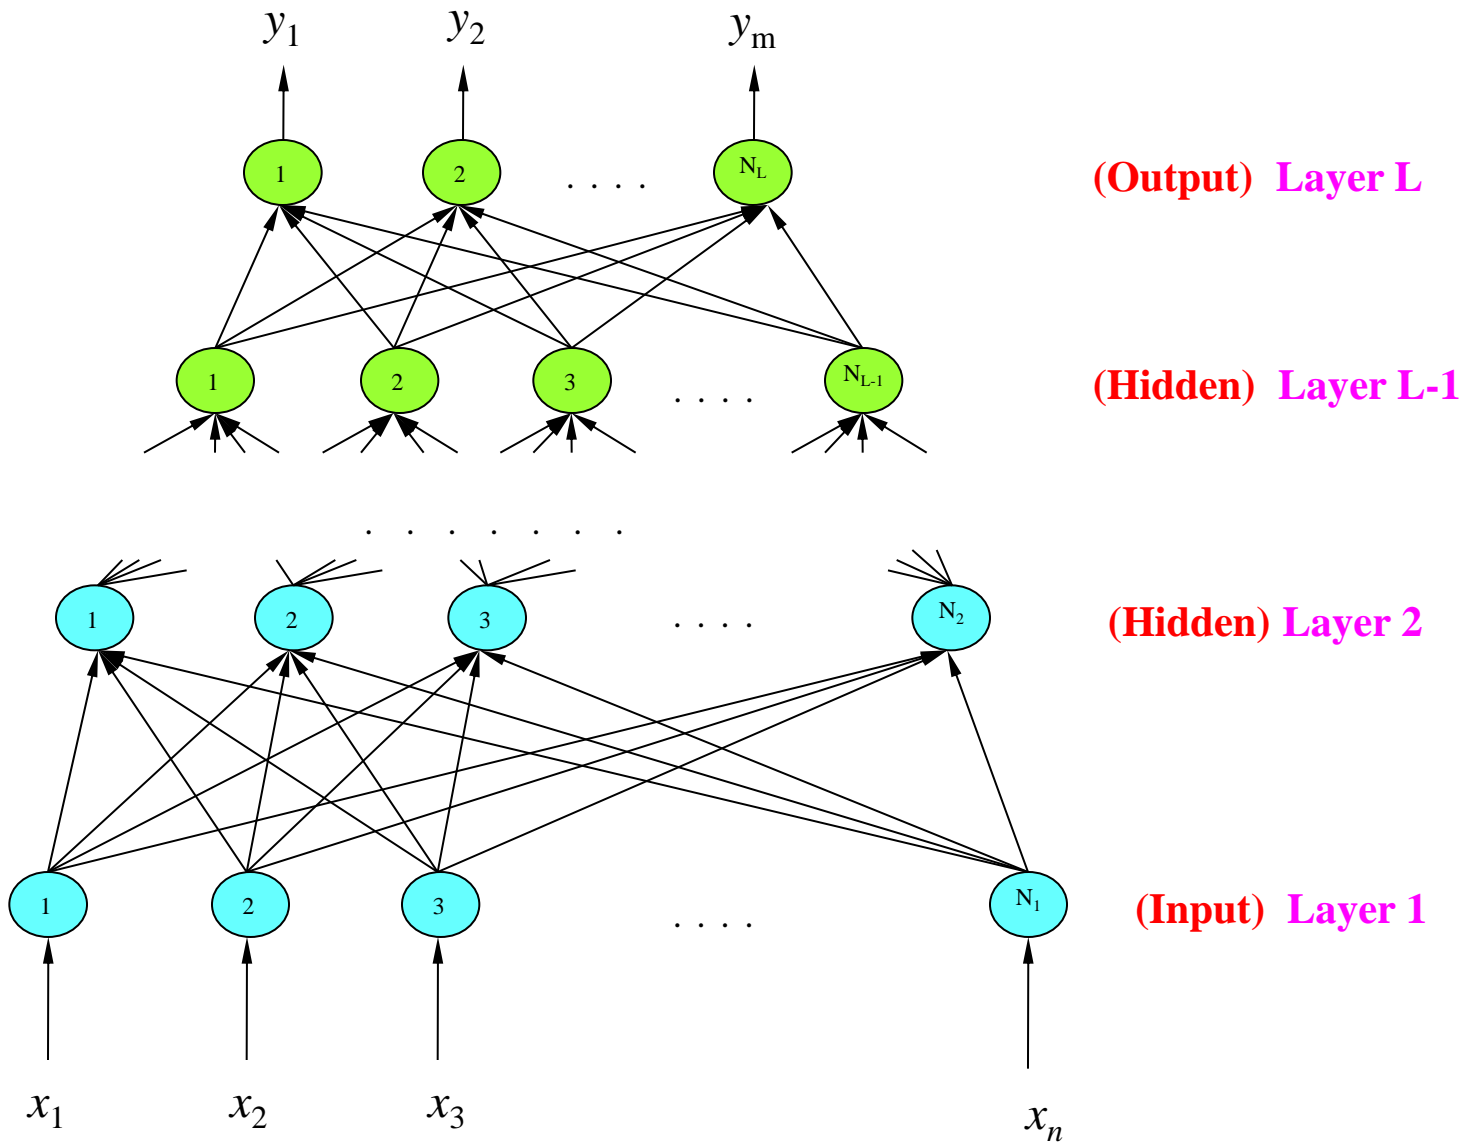 y1 y2 ym
1 2 . . . . NL (Output) Layer L
1 2 3 . . . . NL-1 (Hidden) Layer L-1
. . . . . . .
1 2 3 . . . . N2 (Hidden) Layer 2
1 2 3 . . . . N1 (Input) Layer 1
x1 x2 x3 xn